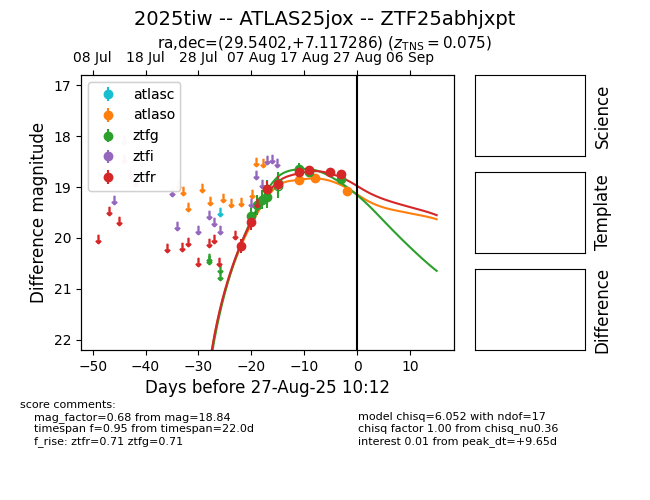 2025tiw -- ATLAS25jox -- ZTF25abhjxpt
ra,dec=(29.5402,+7.117286) (zTNS = 0.075)
08 Jul 18 Jul 28 Jul 07 Aug 17 Aug 27 Aug 06 Sep
17
18
19
20
21
22
Difference magnitude
atlasc
atlaso
ztfg
ztfi
ztfr
−50 −40 −30 −20 −10 0 10
Days before 27-Aug-25 10:12
Science
Template
Difference
score comments:
mag_factor=0.68 from mag=18.84
timespan f=0.95 from timespan=22.0d
f_rise: ztfr=0.71 ztfg=0.71
model chisq=6.052 with ndof=17
chisq factor 1.00 from chisq_nu0.36
interest 0.01 from peak_dt=+9.65d